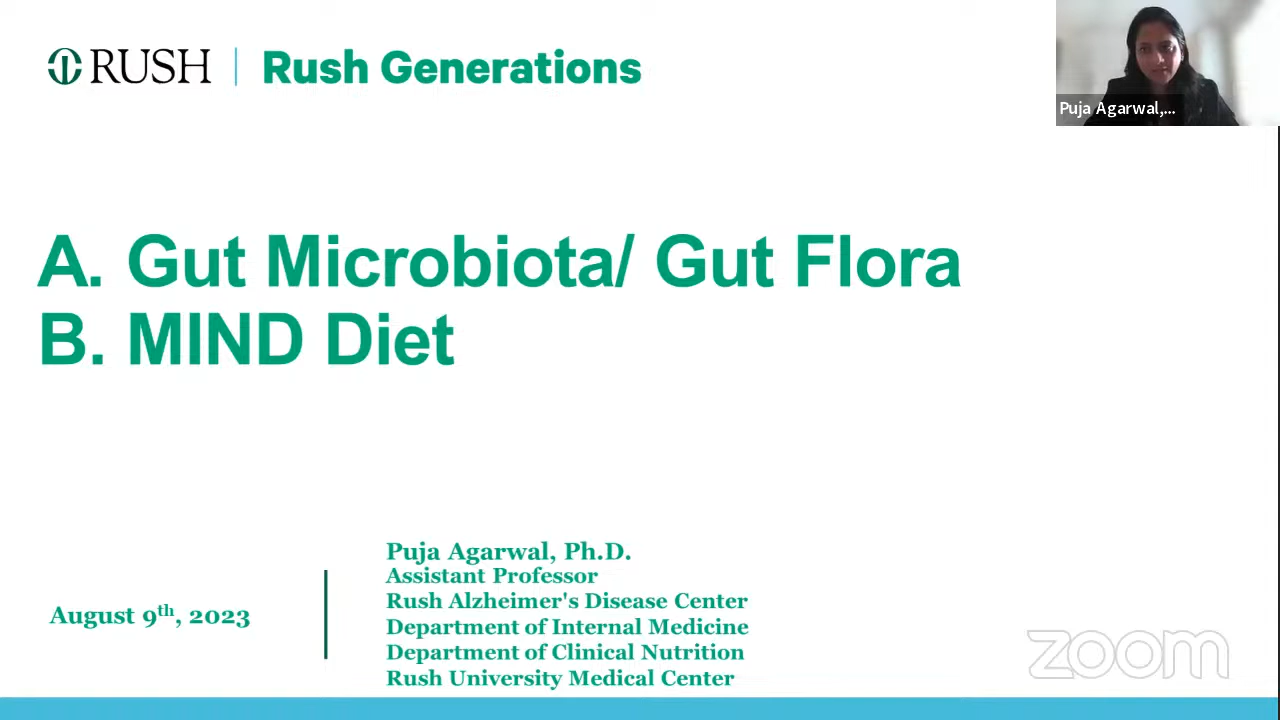 RUSH | Rush Generations
Puja Agarwal,...
A. Gut Microbiota/ Gut Flora
B. MIND Diet
August 9th, 2023
Puja Agarwal, Ph.D.
Assistant Professor
Rush Alzheimer's Disease Center
Department of Internal Medicine
Department of Clinical Nutrition
Rush University Medical Center
zoom